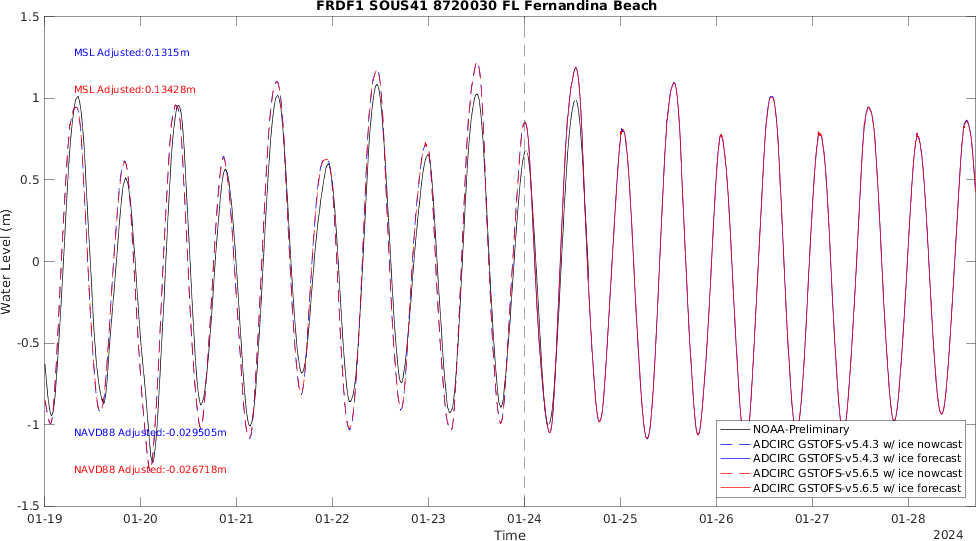 FRDF1 SOUS41 8720030 FL Fernandina Beach
1.5
MSL Adjusted:0.1315m
1
MSL Adjusted:0.13428m
0.5
Water Level (m)
0
-0.5
-1
NAVD88 Adjusted:-0.029505m
NAVD88 Adjusted:-0.026718m
-1.5
NOAA-Preliminary
ADCIRC GSTOFS-v5.4.3 w/ ice nowcast
ADCIRC GSTOFS-v5.4.3 w/ ice forecast
ADCIRC GSTOFS-v5.6.5 w/ ice nowcast
ADCIRC GSTOFS-v5.6.5 w/ ice forecast
01-19 01-20 01-21 01-22 01-23 01-24 01-25 01-26 01-27 01-28
Time
2024